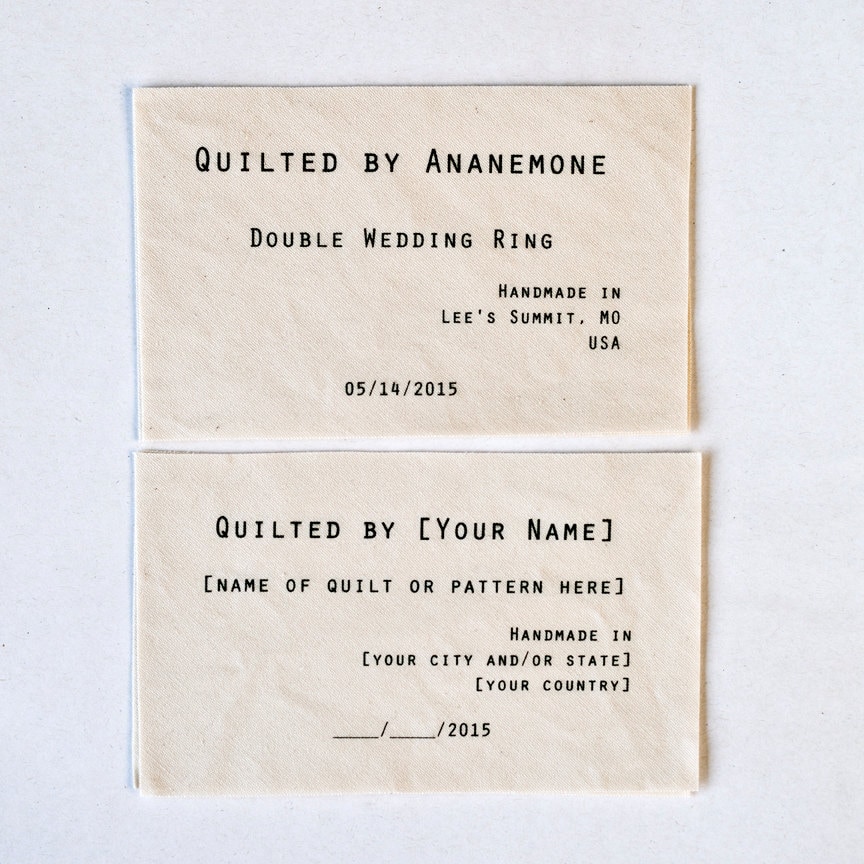 Quilted by Ananemone
Double Wedding Ring
Handmade in
Lee's Summit, MO
USA
05/14/2015
Quilted by [Your Name]
[name of quilt or pattern here]
Handmade in
[your city and/or state]
[your country]
____/____/2015